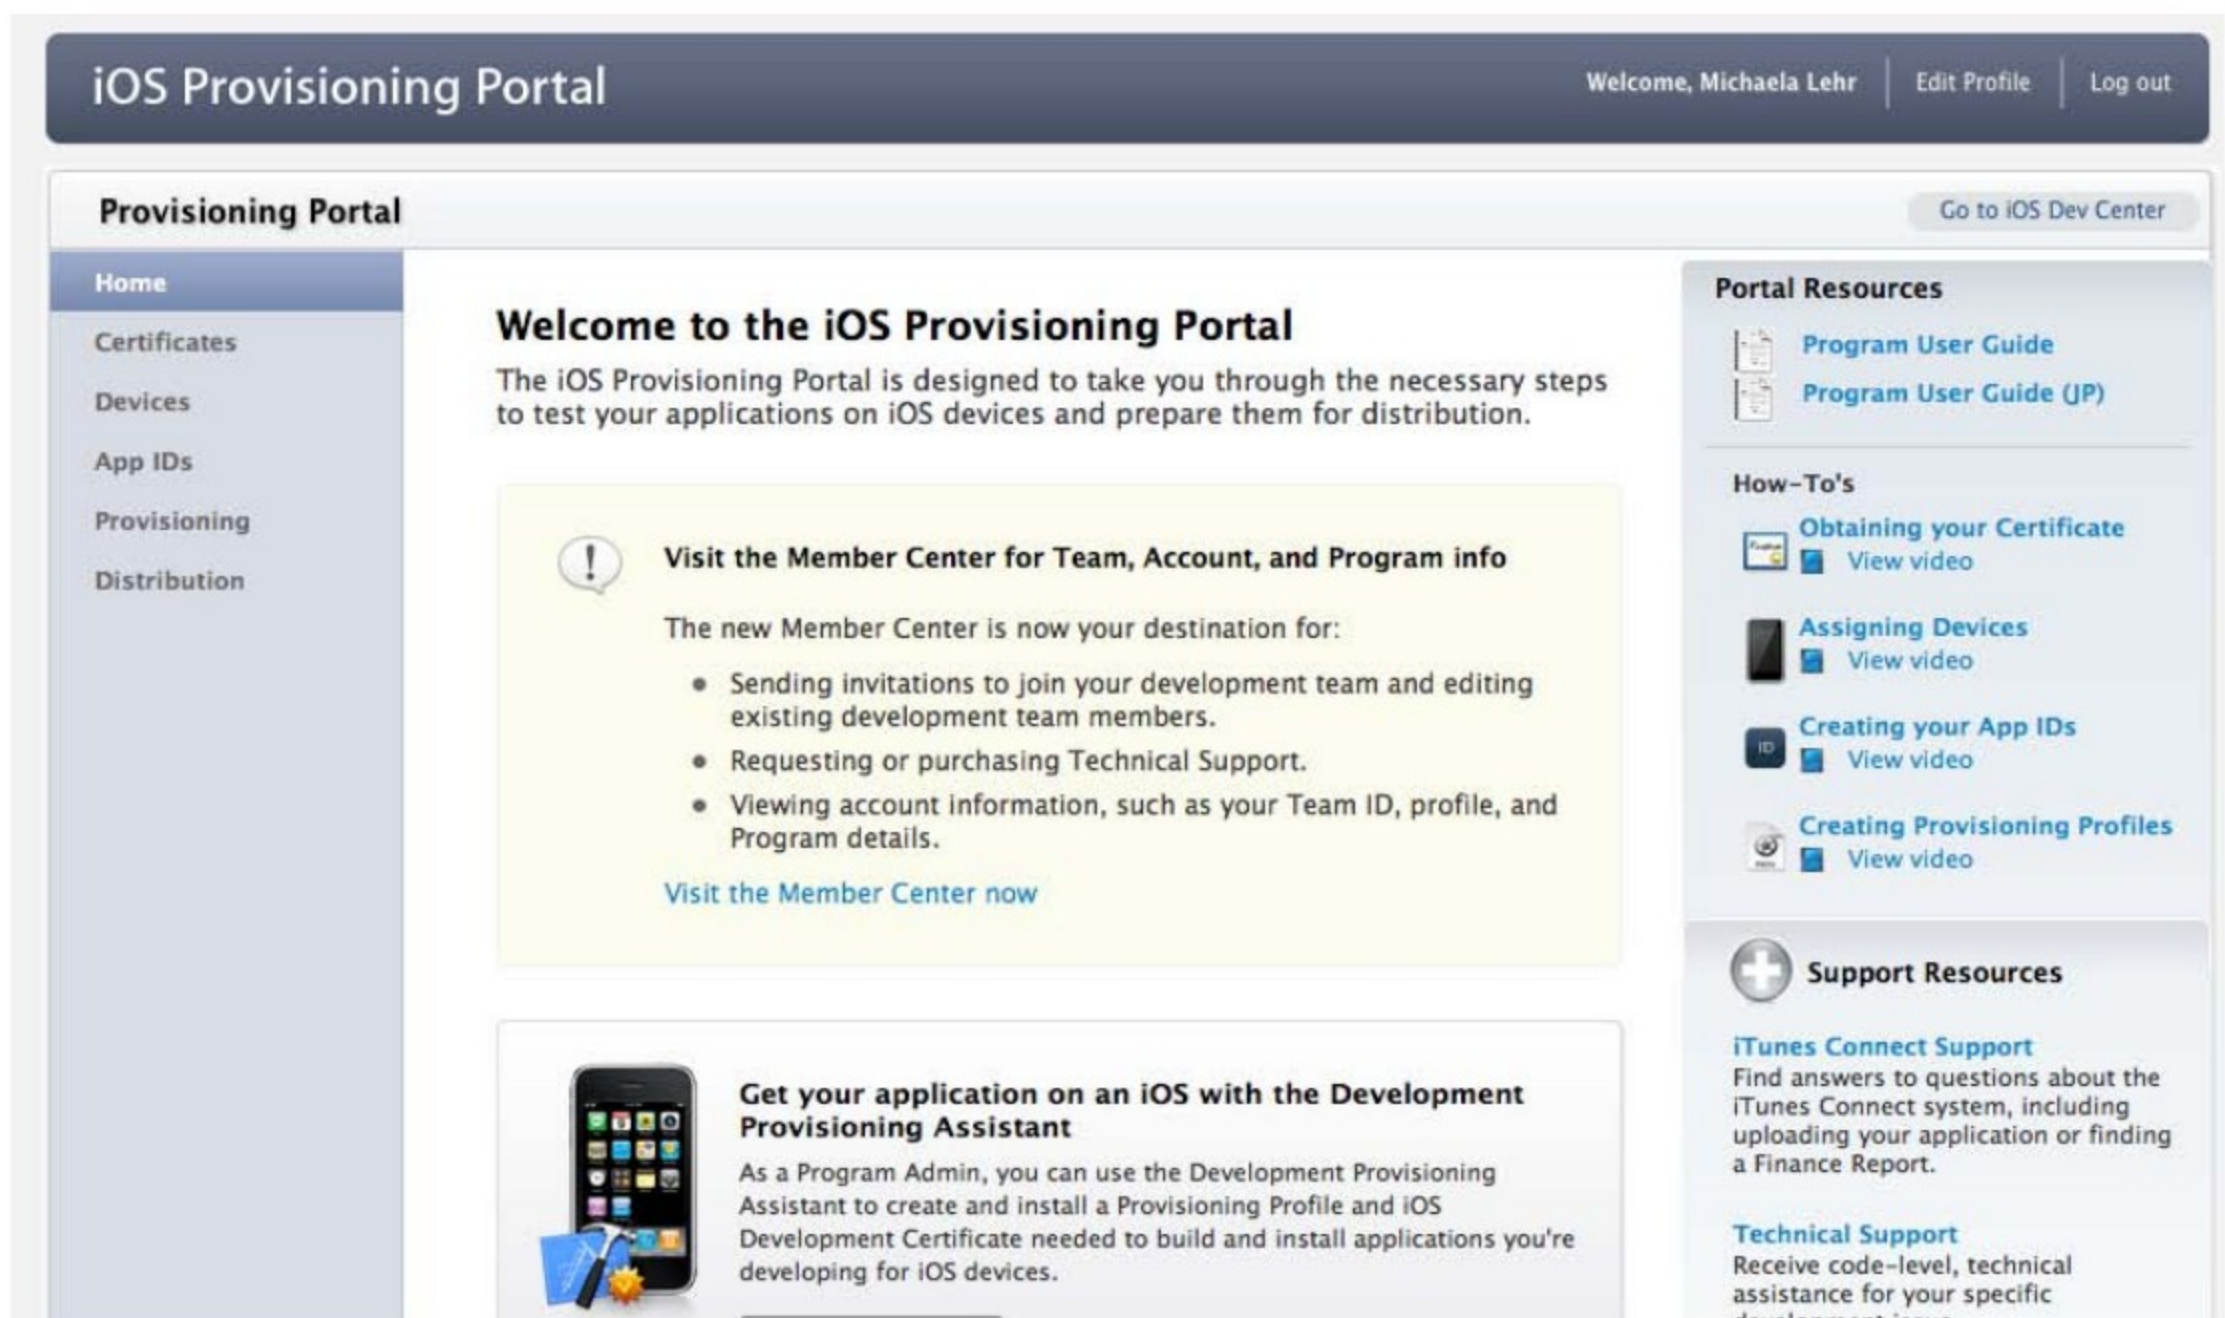 iOS Provisioning Portal
Welcome, Michaela Lehr
Edit Profile
Log out
Provisioning Portal
Go to iOS Dev Center
Home
Certificates
Devices
App IDs
Provisioning
Distribution
Welcome to the iOS Provisioning Portal
The iOS Provisioning Portal is designed to take you through the necessary steps
to test your applications on iOS devices and prepare them for distribution.
Visit the Member Center for Team, Account, and Program info
The new Member Center is now your destination for:
Sending invitations to join your development team and editing
existing development team members.
Requesting or purchasing Technical Support.
Viewing account information, such as your Team ID, profile, and
Program details.
Visit the Member Center now
Get your application on an iOS with the Development
Provisioning Assistant
As a Program Admin, you can use the Development Provisioning
Assistant to create and install a Provisioning Profile and iOS
Development Certificate needed to build and install applications you're
developing for iOS devices.
Portal Resources
Program User Guide
Program User Guide (JP)
How-To's
Obtaining your Certificate
View video
Assigning Devices
View video
ID
Creating your App IDs
View video
Creating Provisioning Profiles
View video
Support Resources
iTunes Connect Support
Find answers to questions about the
iTunes Connect system, including
uploading your application or finding
a Finance Report.
Technical Support
Receive code-level, technical
assistance for your specific